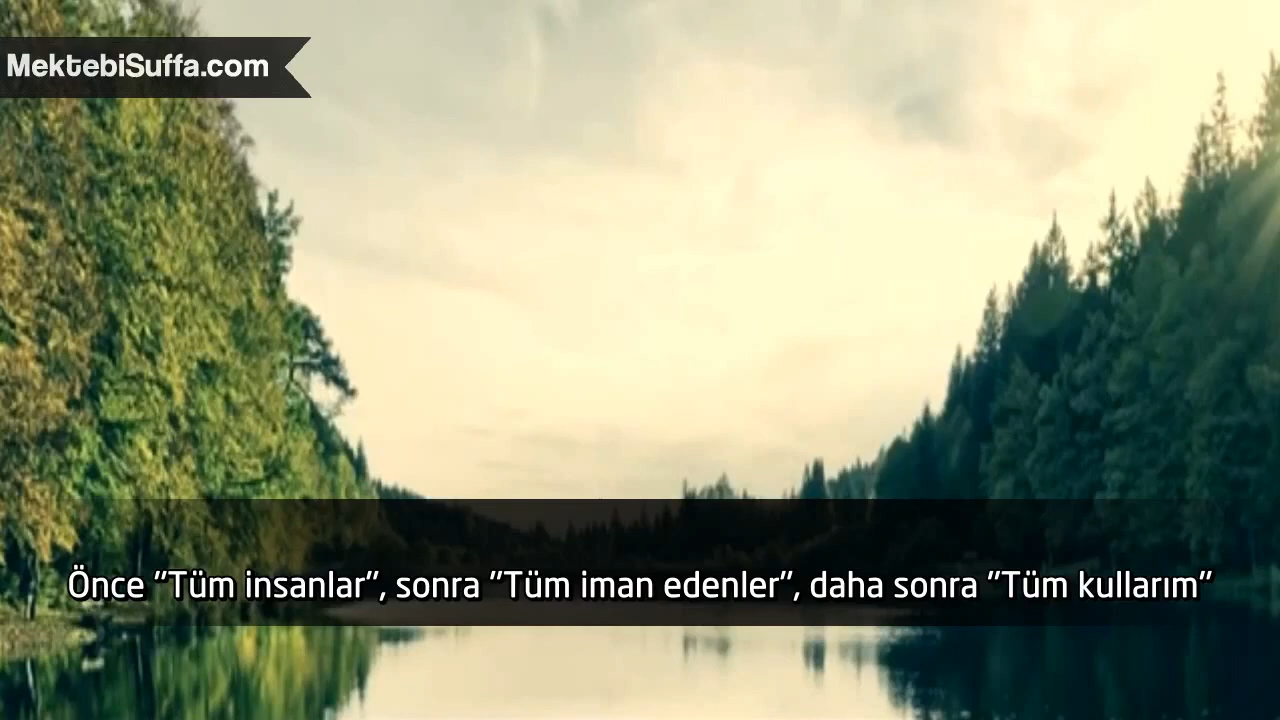 MektebiSuffa.com
Önce "Tüm insanlar", sonra "Tüm iman edenler", daha sonra "Tüm kullarım"